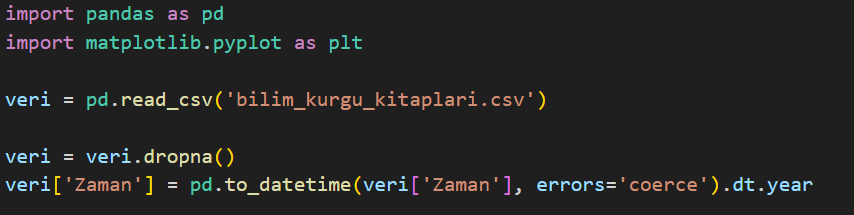 import pandas as pd
import matplotlib.pyplot as plt
veri = pd.read_csv('bilim_kurgu_kitaplari.csv')
veri = veri.dropna()
veri['Zaman'] = pd.to_datetime(veri['Zaman'], errors='coerce').dt.year